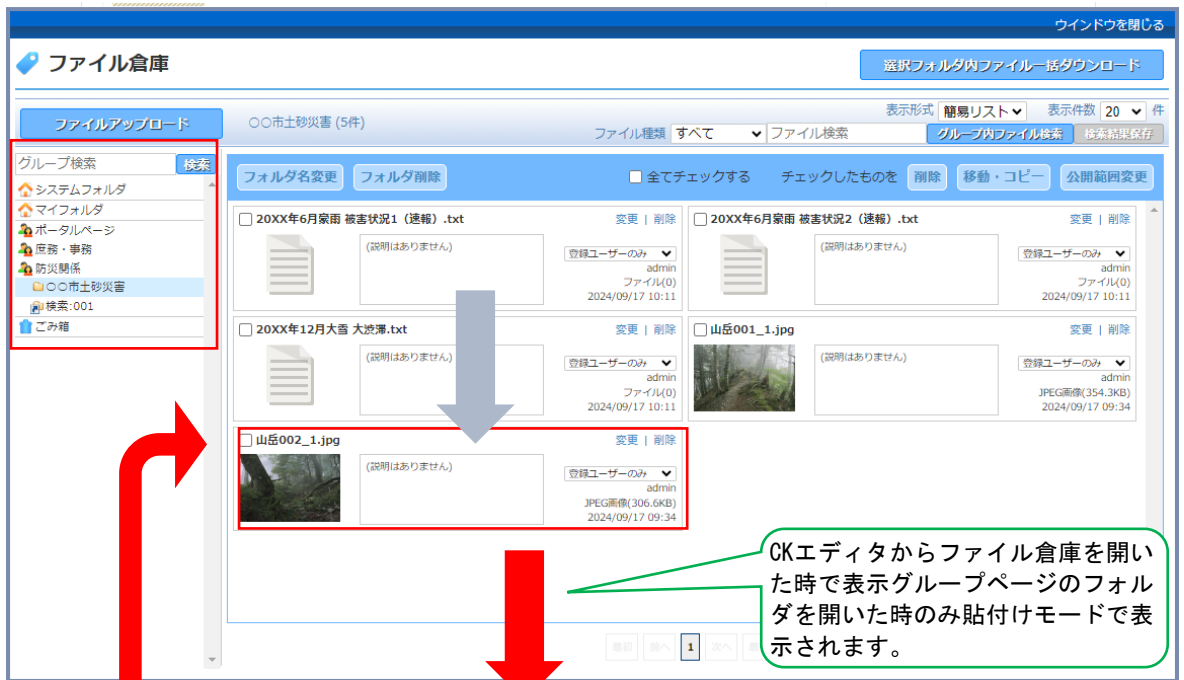 ウインドウを閉じる
ファイル倉庫
選択フォルダ内ファイル一括ダウンロード
ファイルアップロード
〇〇市土砂災害 (5件)
表示形式 簡易リスト 表示件数 20 件
ファイル種類 すべて ファイル検索 グループ内ファイル検索 検索結果保存
グループ検索 検索
システムフォルダ
マイフォルダ
ポータルページ
庶務・事務
防災関係
〇〇市土砂災害
検索:001
ごみ箱
フォルダ名変更 フォルダ削除 全てチェックする チェックしたものを 削除 移動・コピー 公開範囲変更
20XX年6月豪雨 被害状況1（速報）.txt 変更 | 削除
(説明はありません)
登録ユーザーのみ
admin
ファイル(0)
2024/09/17 10:11
20XX年6月豪雨 被害状況2（速報）.txt 変更 | 削除
(説明はありません)
登録ユーザーのみ
admin
ファイル(0)
2024/09/17 10:11
20XX年12月大雪 大渋滞.txt 変更 | 削除
(説明はありません)
登録ユーザーのみ
admin
ファイル(0)
2024/09/17 10:11
山岳001_1.jpg 変更 | 削除
(説明はありません)
登録ユーザーのみ
admin
JPEG画像(354.3KB)
2024/09/17 09:34
山岳002_1.jpg 変更 | 削除
(説明はありません)
登録ユーザーのみ
admin
JPEG画像(306.6KB)
2024/09/17 09:34
CKエディタからファイル倉庫を開い
た時で表示グループページのフォル
ダを開いた時のみ貼付けモードで表
示されます。
最初 前へ 1 次へ